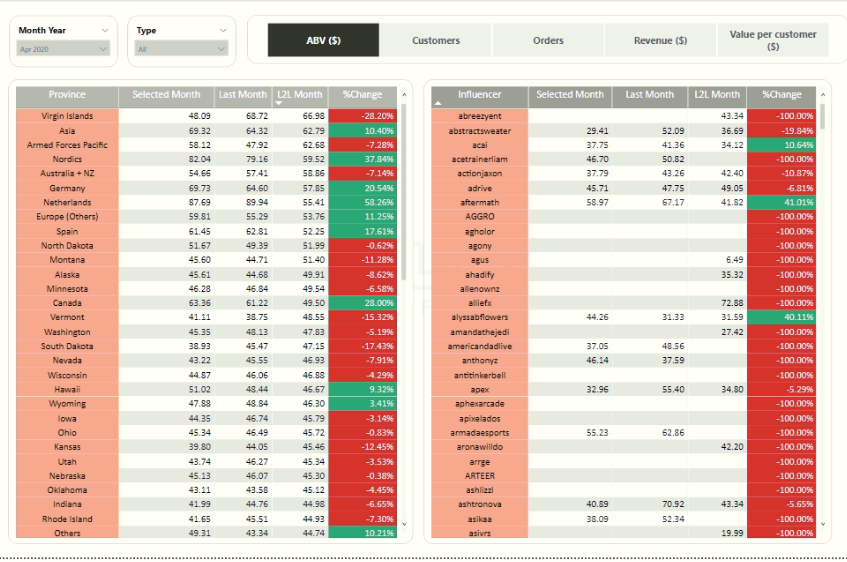 Month Year
Apr 2020
Type
All
ABV ($)
Customers
Orders
Revenue ($)
Value per customer ($)
Province Selected Month Last Month L2L Month %Change
Virgin Islands 48.09 68.72 66.98 -28.20%
Asia 69.32 64.32 62.79 10.40%
Armed Forces Pacific 58.12 47.92 62.68 -7.28%
Nordics 82.04 79.16 59.52 37.84%
Australia + NZ 54.66 57.41 58.86 -7.14%
Germany 69.73 64.60 57.85 20.54%
Netherlands 87.69 89.94 55.41 58.26%
Europe (Others) 59.81 55.29 53.76 11.25%
Spain 61.45 62.81 52.25 17.61%
North Dakota 51.67 49.39 51.99 -0.62%
Montana 45.60 44.71 51.40 -11.28%
Alaska 45.61 44.68 49.91 -8.62%
Minnesota 46.28 46.84 49.54 -6.58%
Canada 63.36 61.22 49.50 28.00%
Vermont 41.11 38.75 48.55 -15.32%
Washington 45.35 48.13 47.83 -5.19%
South Dakota 38.93 45.47 47.15 -17.43%
Nevada 43.22 45.55 46.93 -7.91%
Wisconsin 44.87 46.06 46.88 -4.29%
Hawaii 51.02 48.44 46.67 9.32%
Wyoming 47.88 48.84 46.30 3.41%
Iowa 44.35 46.74 45.79 -3.14%
Ohio 45.34 46.49 45.72 -0.83%
Kansas 39.80 44.05 45.46 -12.45%
Utah 43.74 46.27 45.34 -3.53%
Nebraska 45.13 46.07 45.30 -0.38%
Oklahoma 43.11 43.58 45.12 -4.45%
Indiana 41.99 44.76 44.98 -6.65%
Rhode Island 41.65 45.51 44.93 -7.30%
Others 49.31 43.34 44.74 10.21%
Influencer Selected Month Last Month L2L Month %Change
abreezyent 43.34 -100.00%
abstractsweater 29.41 52.09 36.69 -19.84%
acai 37.75 41.36 34.12 10.64%
acetrainerliam 46.70 50.82 -100.00%
actionjaxon 37.79 43.26 42.40 -10.87%
adrive 45.71 47.75 49.05 -6.81%
aftermath 58.97 67.17 41.82 41.01%
AGGRO -100.00%
agholor -100.00%
agony -100.00%
agus 6.49 -100.00%
ahadify 35.32 -100.00%
allenownz -100.00%
alliefx 72.88 -100.00%
alyssabflowers 44.26 31.33 31.59 40.11%
amandathejedi 27.42 -100.00%
americandadlive 37.05 48.56 -100.00%
anthonyz 46.14 37.59 -100.00%
antitinkerbell -100.00%
apex 32.96 55.40 34.80 -5.29%
aphexarcade -100.00%
apixelados -100.00%
armadaesports 55.23 62.86 -100.00%
aronawilldo 42.20 -100.00%
arrge -100.00%
ARTEER -100.00%
ashlizzl -100.00%
ashtronova 40.89 70.92 43.34 -5.65%
asikaa 38.09 52.34 -100.00%
asivrs 19.99 -100.00%